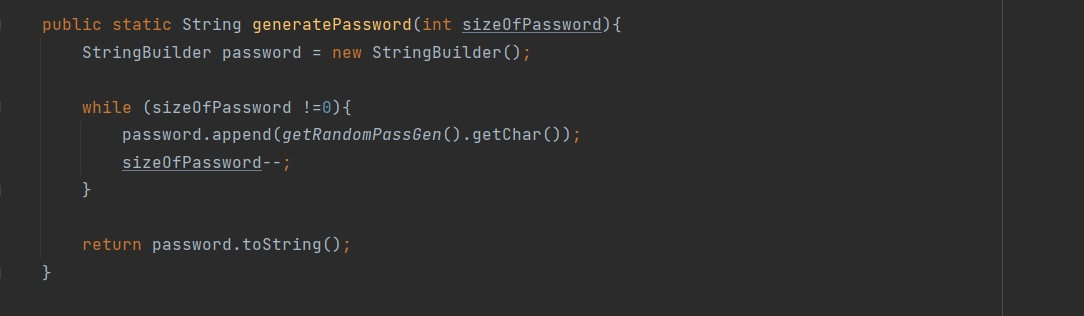 public static String generatePassword(int sizeOfPassword){
    StringBuilder password = new StringBuilder();
    while (sizeOfPassword !=0){
        password.append(getRandomPassGen().getChar());
        sizeOfPassword--;
    }
    return password.toString();
}